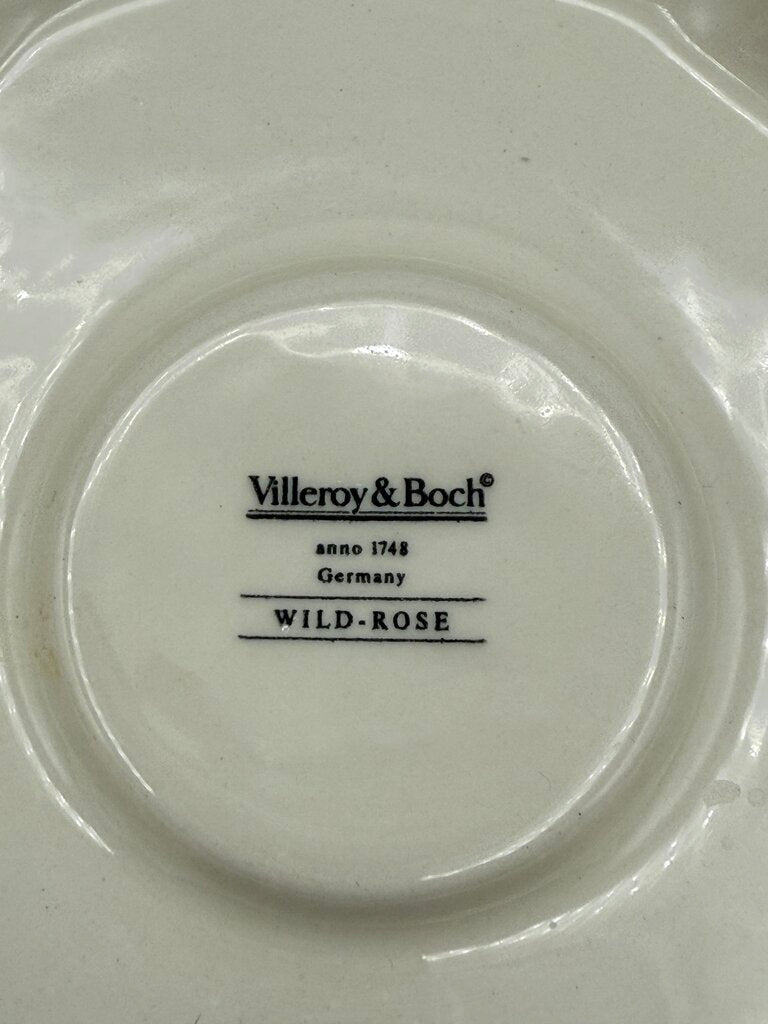 Villeroy & Boch©
anno 1748
Germany
WILD-ROSE